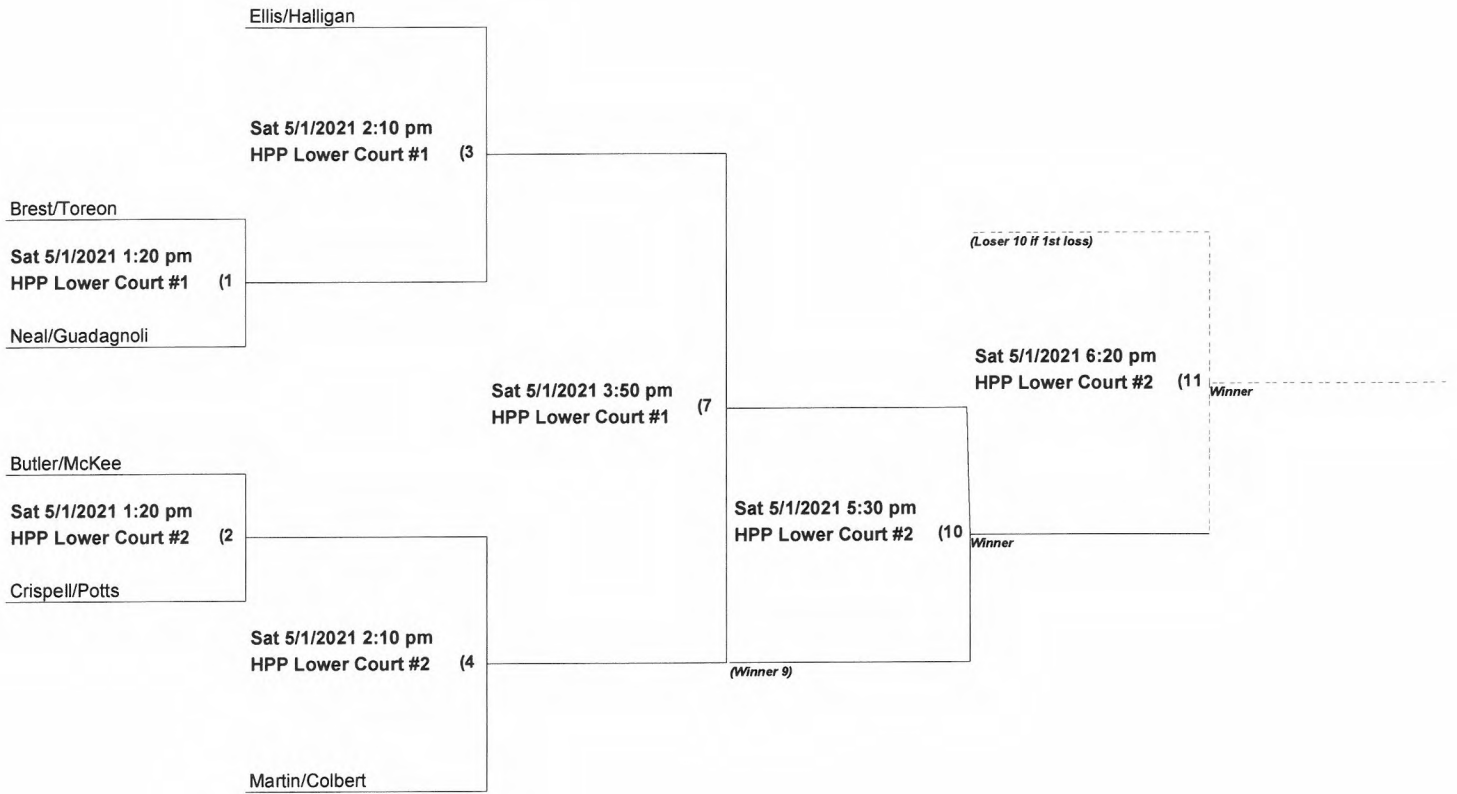 Ellis/Halligan
Sat 5/1/2021 2:10 pm
HPP Lower Court #1 (3
Brest/Toreon
Sat 5/1/2021 1:20 pm
HPP Lower Court #1 (1
Neal/Guadagnoli
(Loser 10 if 1st loss)
Sat 5/1/2021 6:20 pm
HPP Lower Court #2 (11
Winner
Sat 5/1/2021 3:50 pm
HPP Lower Court #1 (7
Butler/McKee
Sat 5/1/2021 1:20 pm
HPP Lower Court #2 (2
Crispell/Potts
Sat 5/1/2021 5:30 pm
HPP Lower Court #2 (10
Winner
Sat 5/1/2021 2:10 pm
HPP Lower Court #2 (4
(Winner 9)
Martin/Colbert